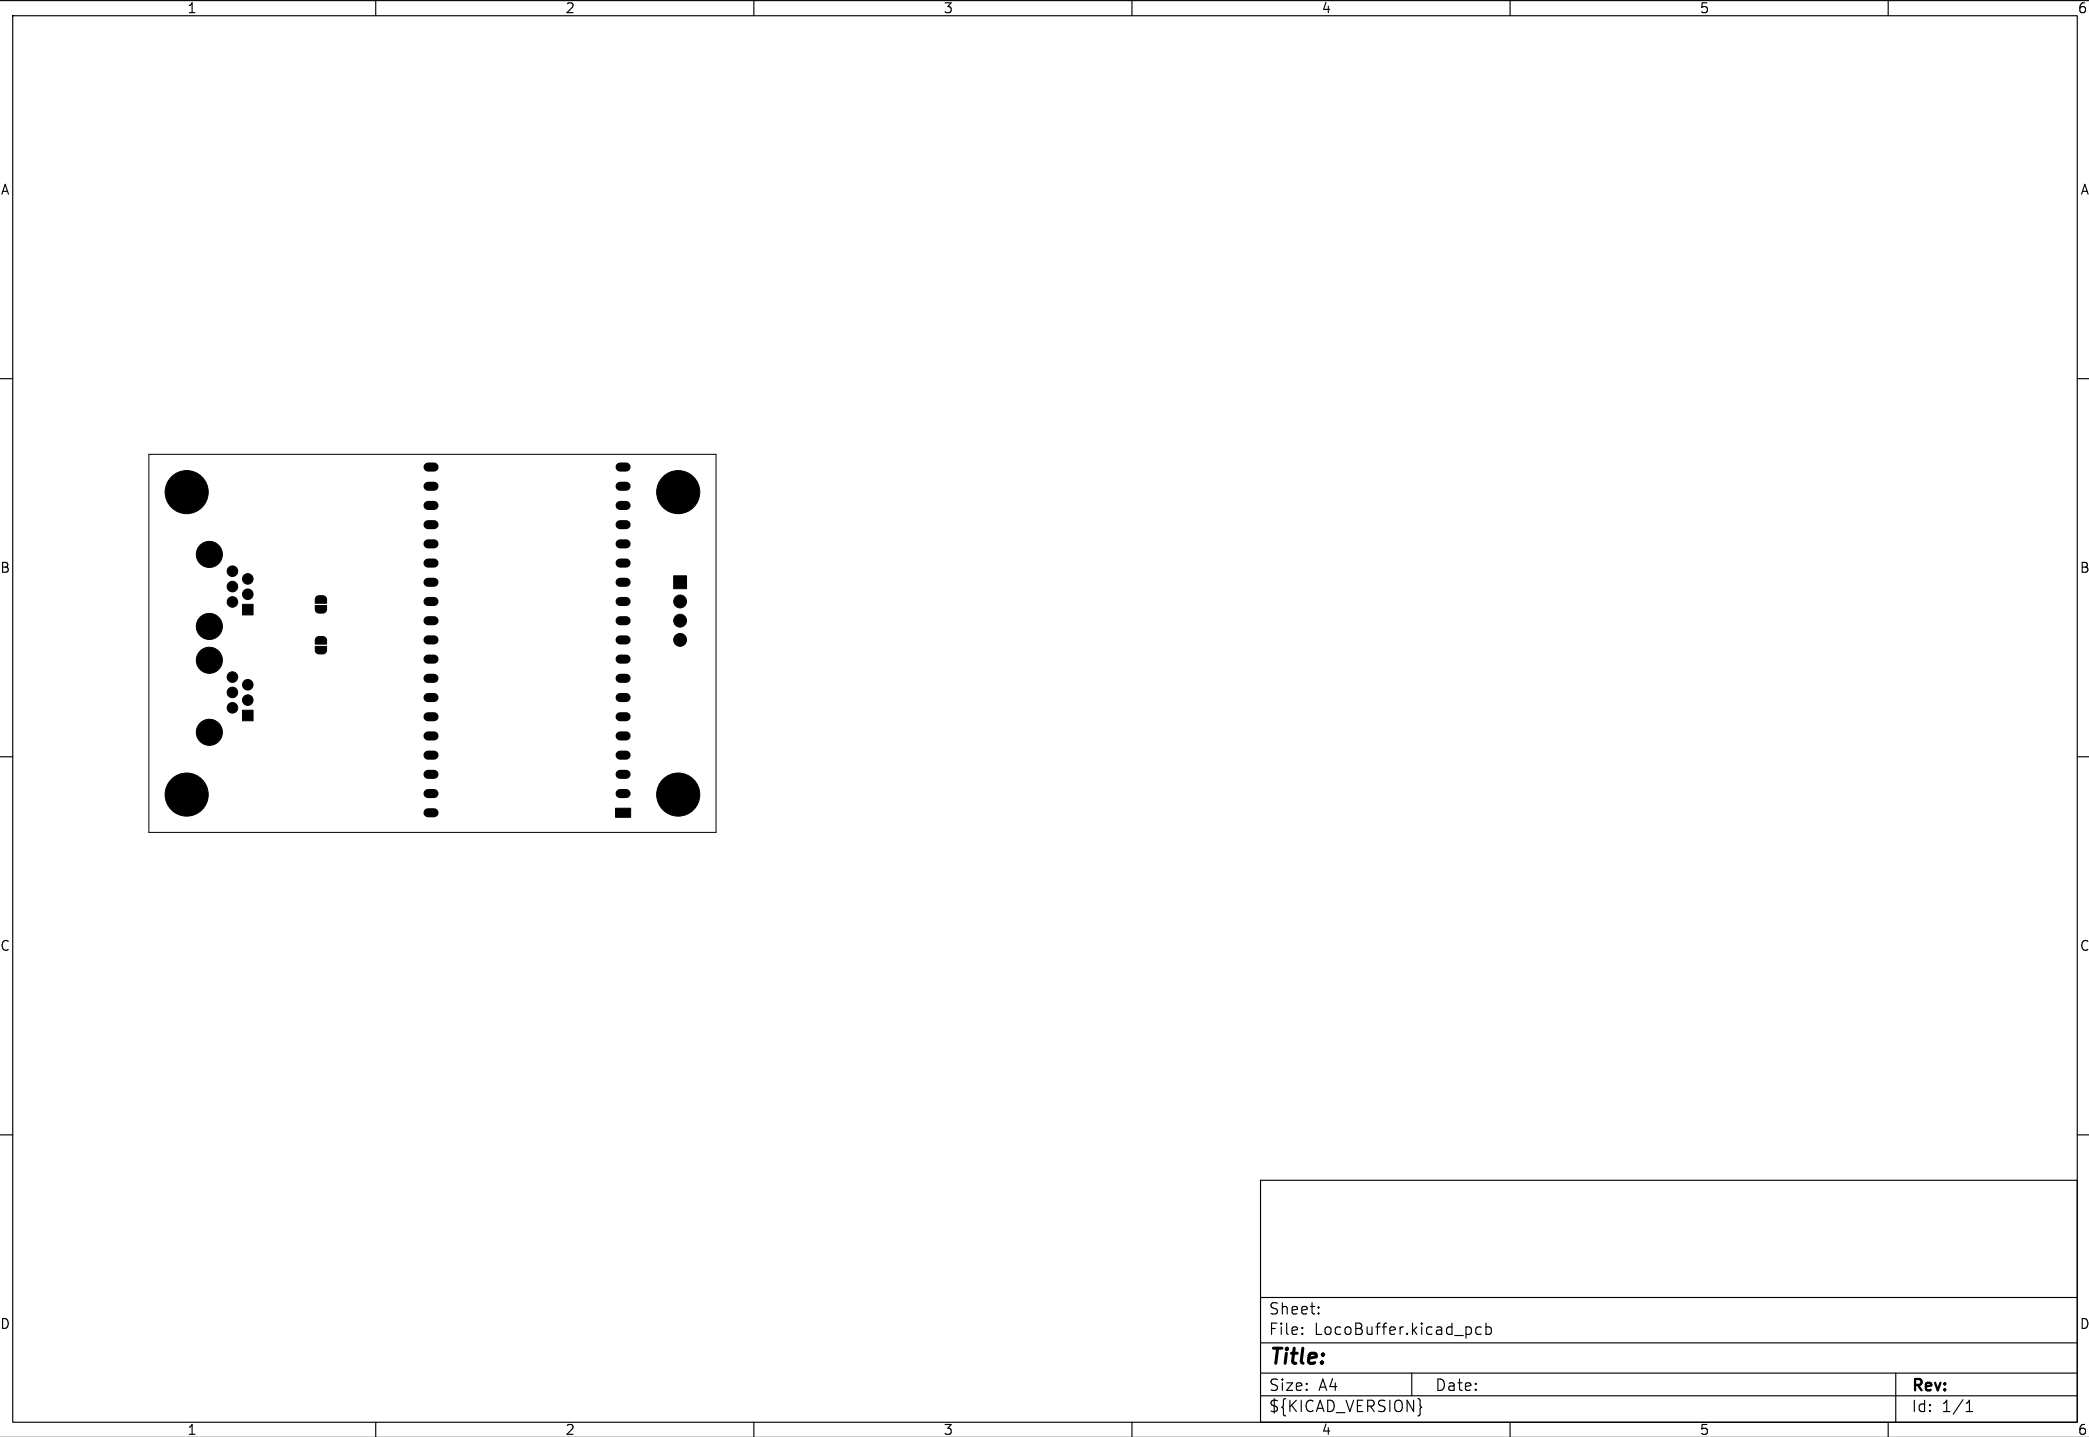 1 2 3 4 5 6
A A
B B
C C
Sheet:
File: LocoBuffer.kicad_pcb
D D
Title:
Size: A4 Date: Rev:
${KICAD_VERSION} Id: 1/1
1 2 3 4 5 6